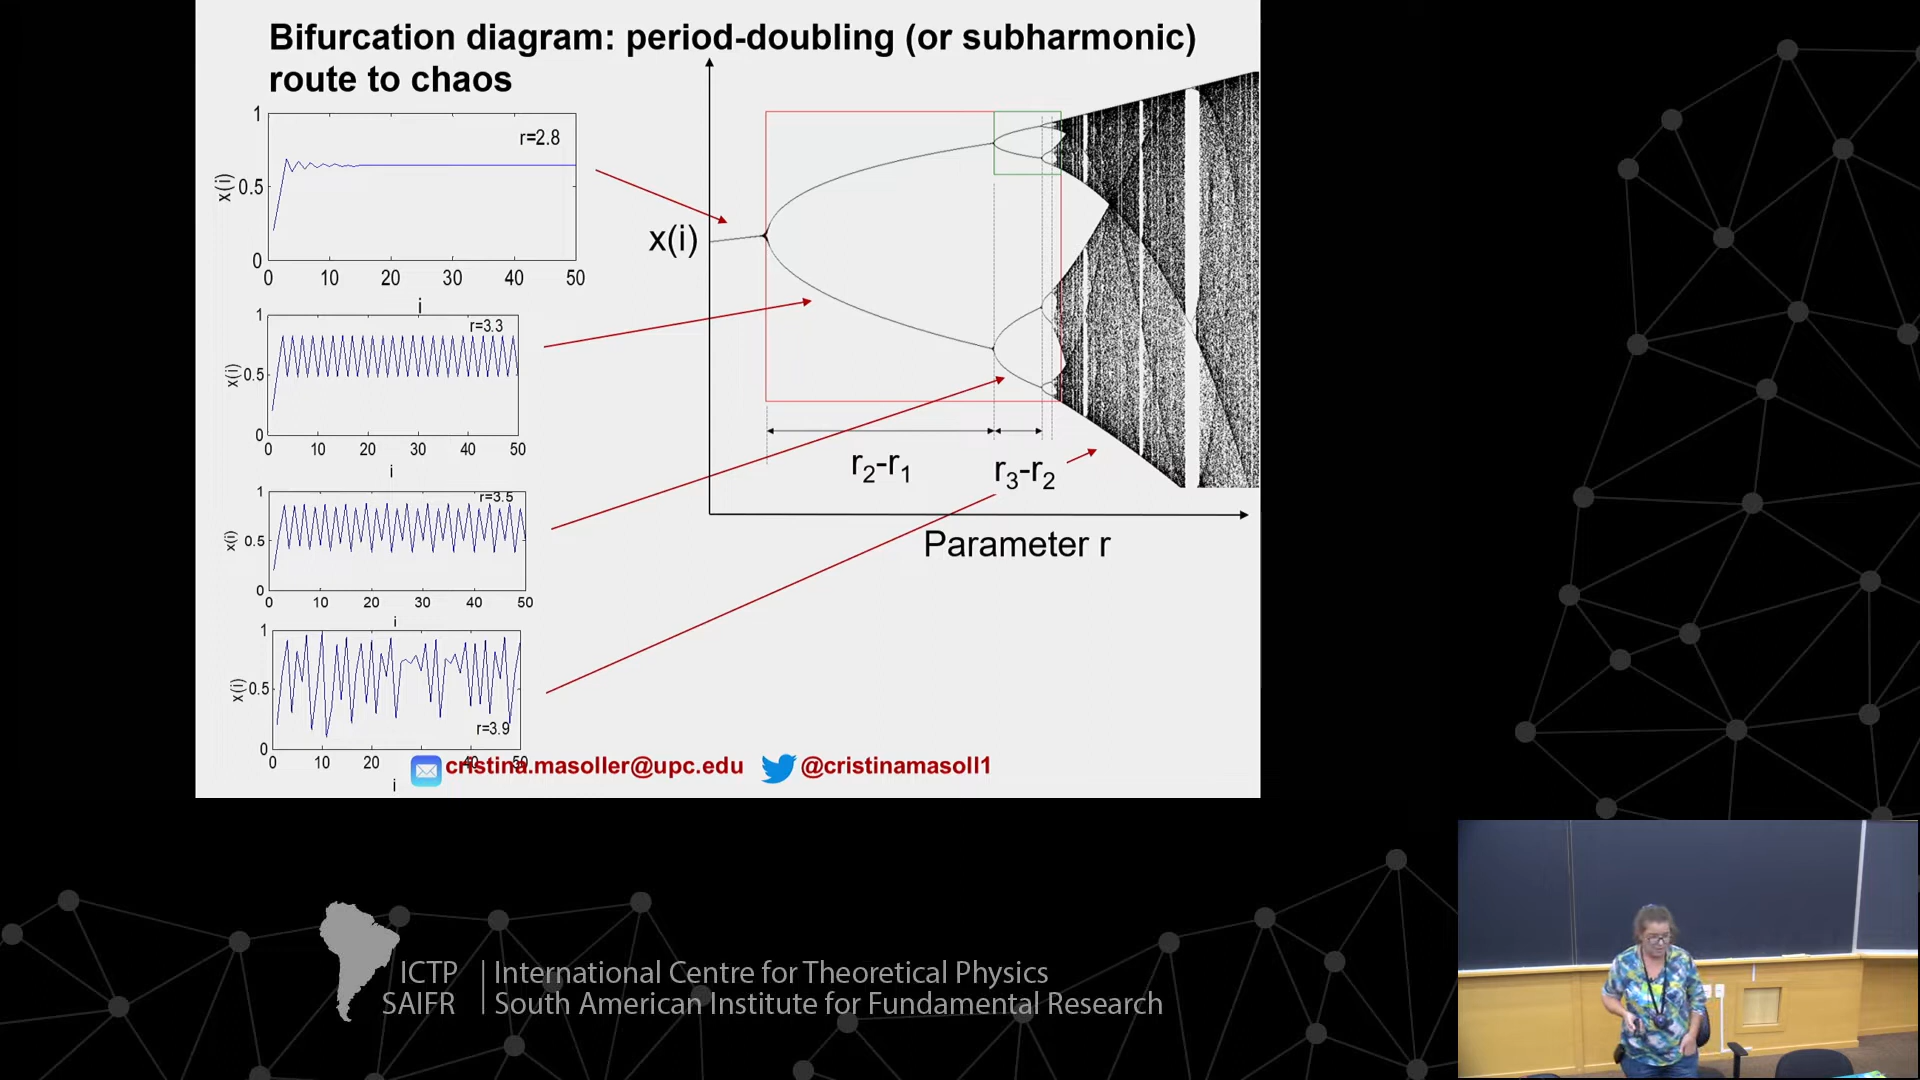 Bifurcation diagram: period-doubling (or subharmonic)
route to chaos
1
r=2.8
x(i)
0.5
0
0 10 20 30 40 50
i
1
r=3.3
x(i)
0.5
0
0 10 20 30 40 50
i
1
r=3.5
x(i)
0.5
0
0 10 20 30 40 50
i
1
x(i)
0.5
r=3.9
0
0 10 20 30 40 50
i
x(i)
r2-r1
r3-r2
Parameter r
cristina.masoller@upc.edu @cristinamasoll1
ICTP International Centre for Theoretical Physics
SAIFR South American Institute for Fundamental Research